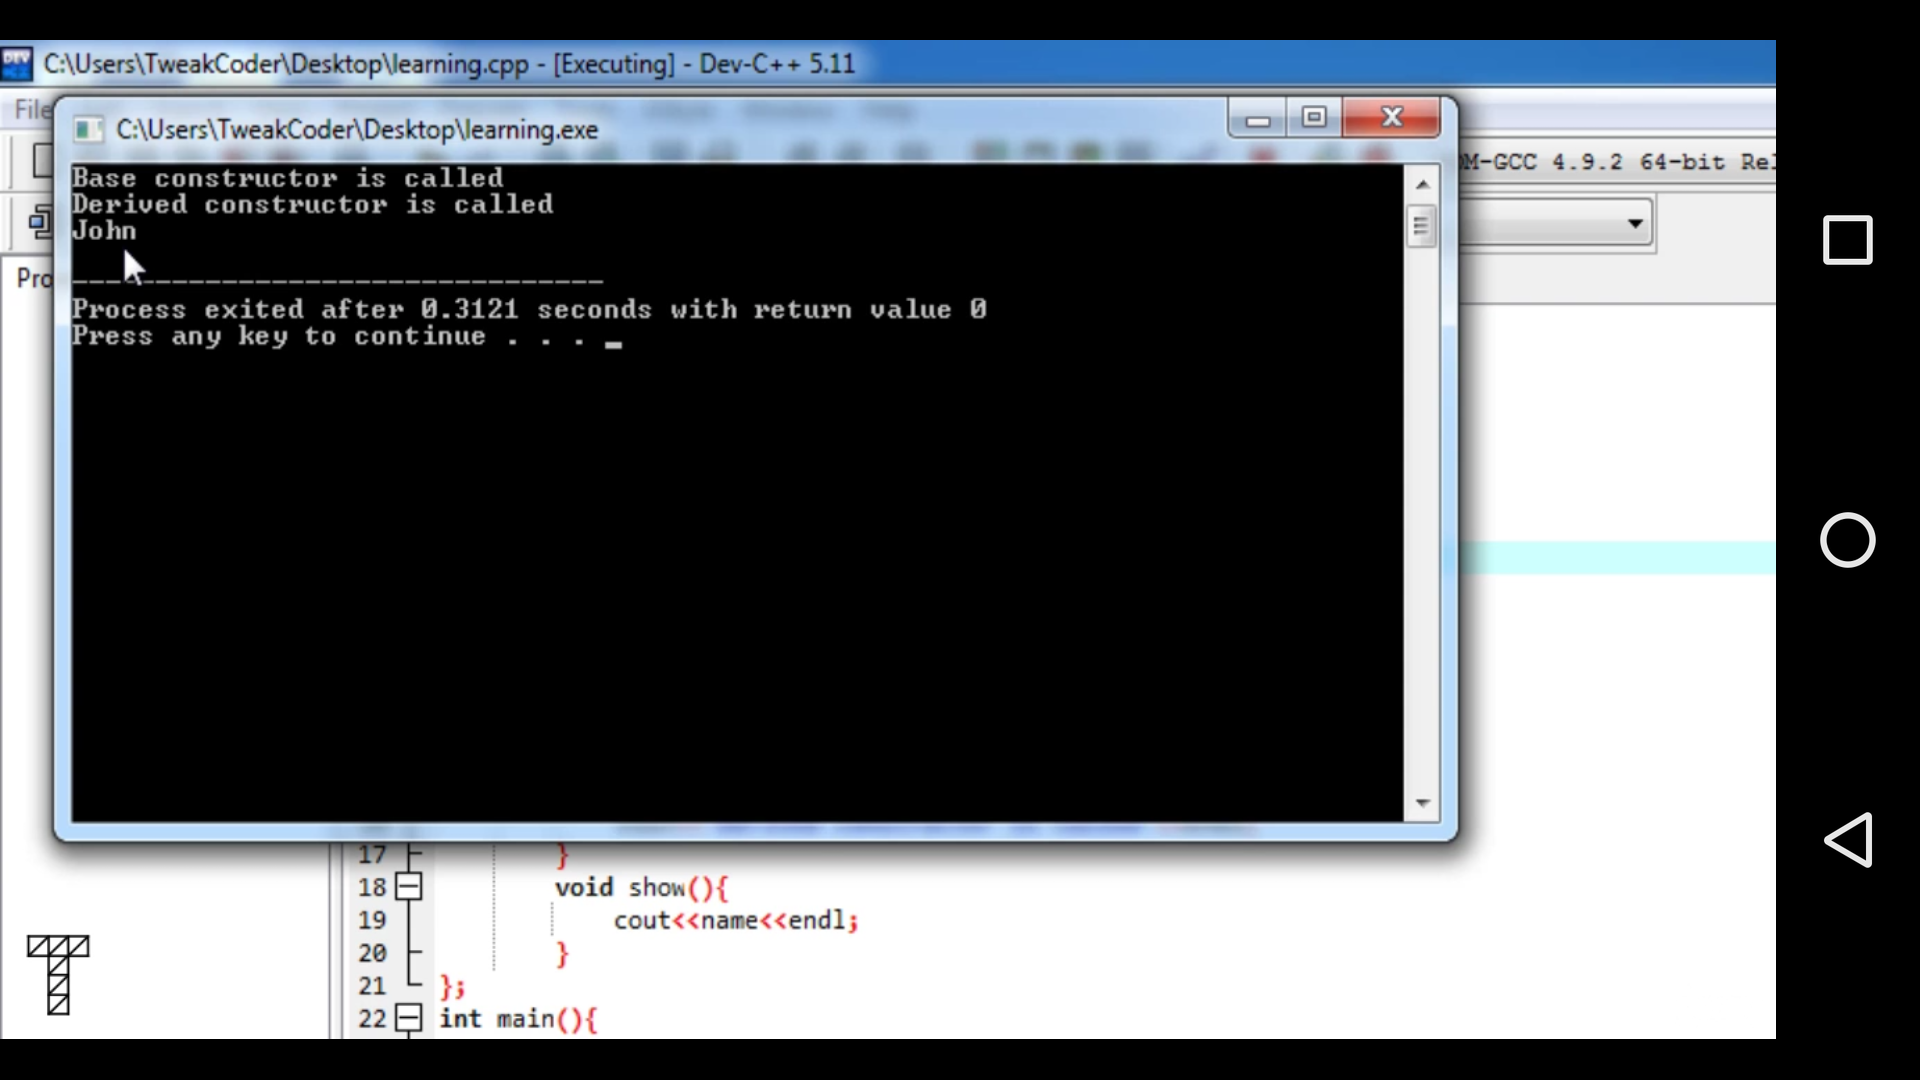 C:\Users\TweakCoder\Desktop\learning.cpp - [Executing] - Dev-C++ 5.11
File
C:\Users\TweakCoder\Desktop\learning.exe
DM-GCC 4.9.2 64-bit Rel
Base constructor is called
Derived constructor is called
John
--------------------------------
Process exited after 0.3121 seconds with return value 0
Press any key to continue . . . _
Pro
17 }
18 void show(){
19 cout<<name<<endl;
20 }
21 };
22 int main(){